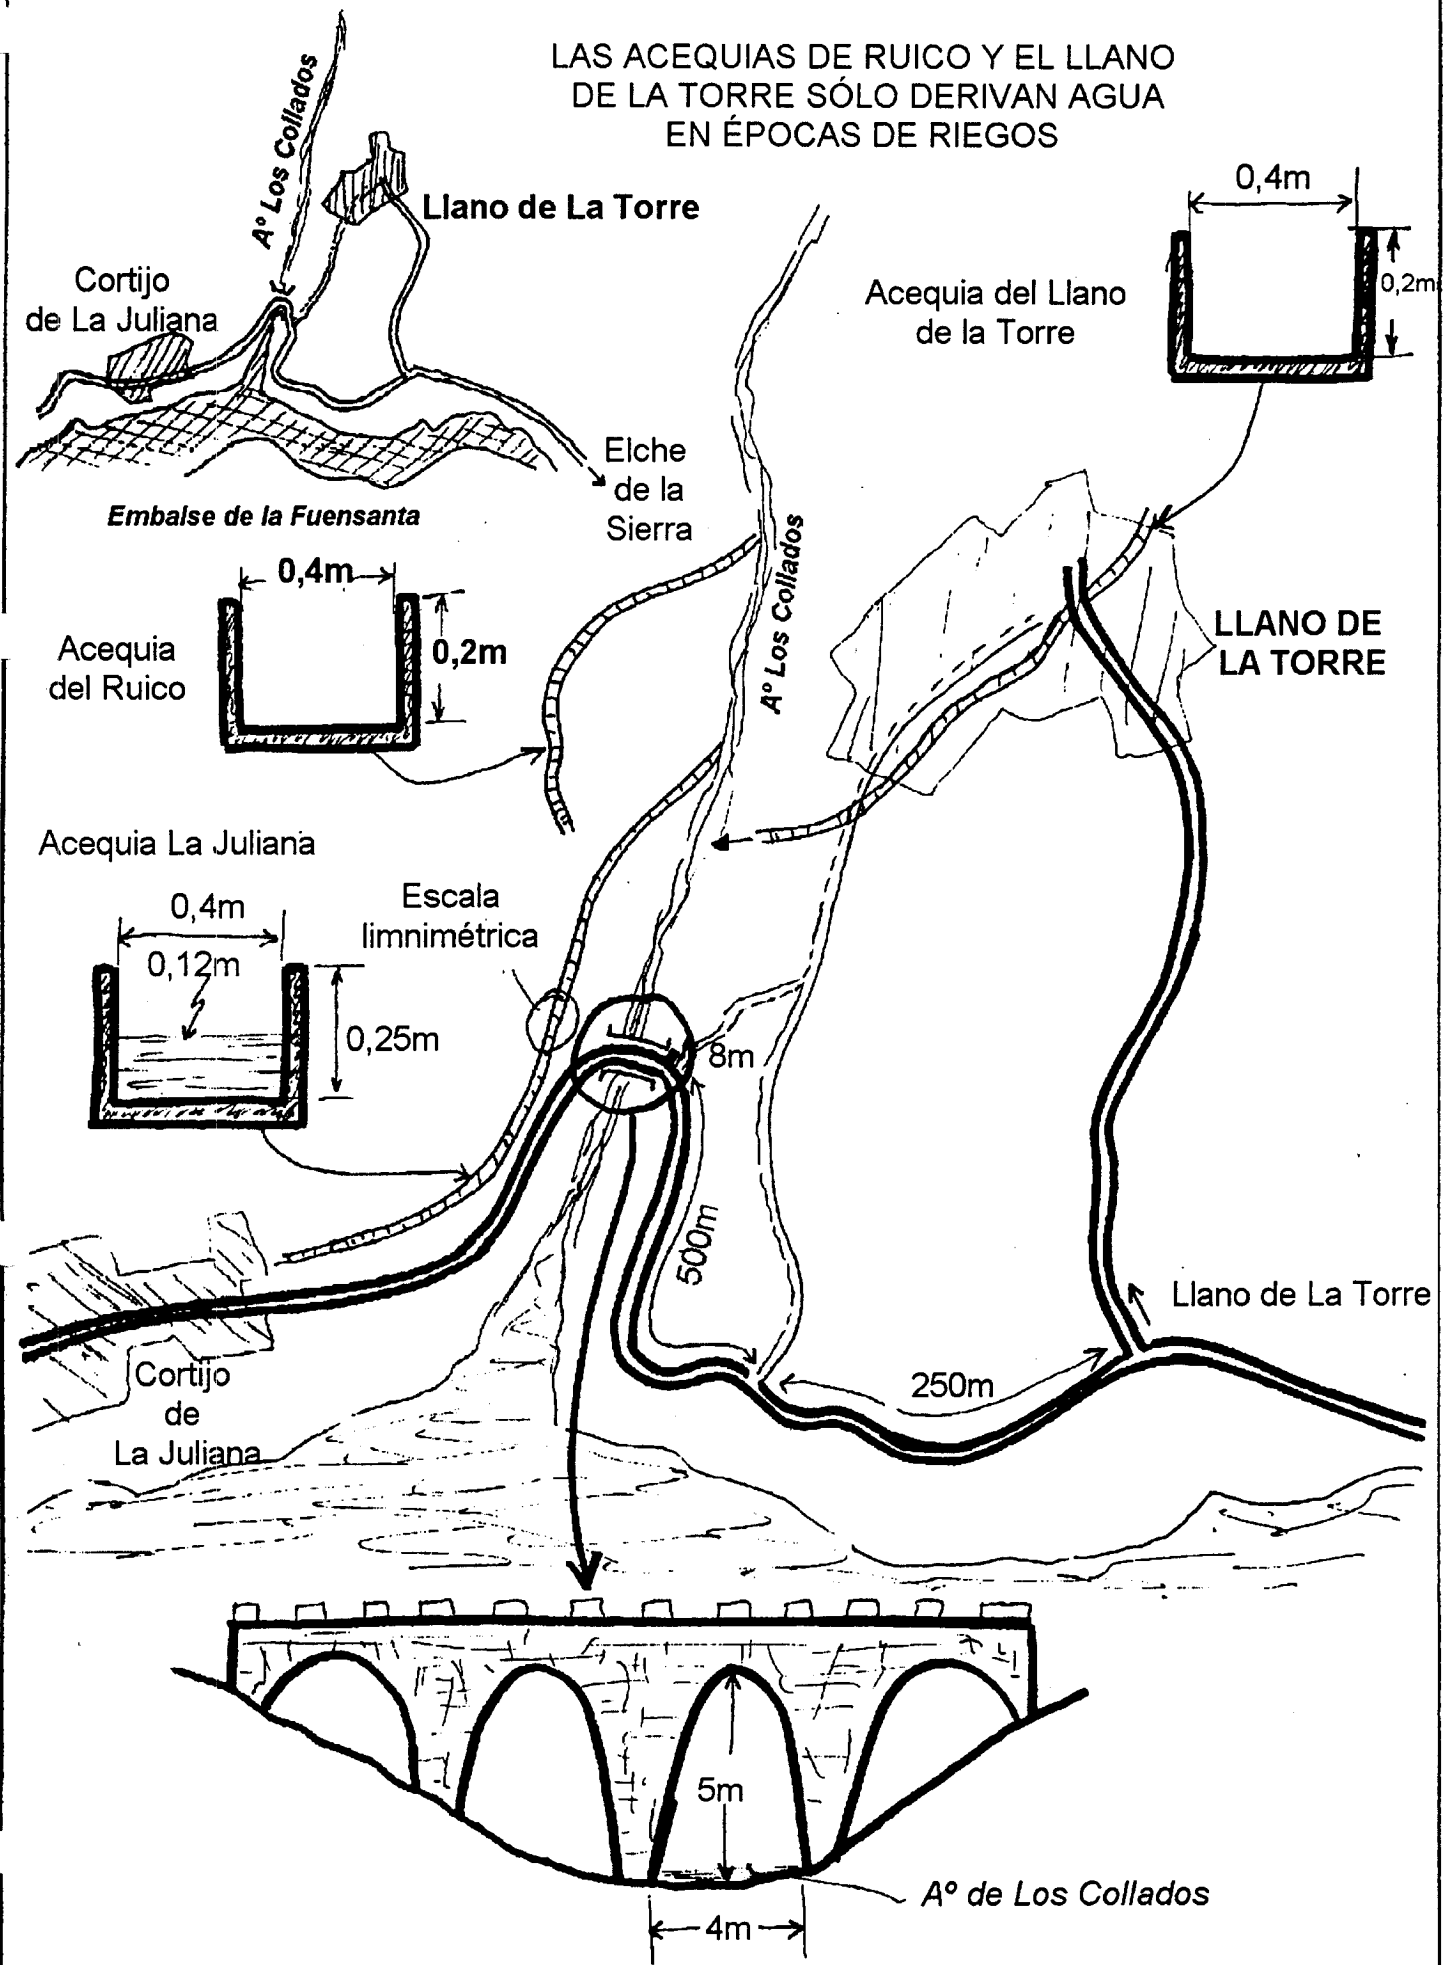 LAS ACEQUIAS DE RUICO Y EL LLANO
DE LA TORRE SÓLO DERIVAN AGUA
EN ÉPOCAS DE RIEGOS
Aº Los Collados
Llano de La Torre
Cortijo
de La Juliana
Elche
de la
Sierra
Embalse de la Fuensanta
0,4m
0,2m
Acequia del Llano
de la Torre
0,4m
0,2m
Acequia
del Ruico
Aº Los Collados
LLANO DE
LA TORRE
Acequia La Juliana
0,4m
0,12m
0,25m
Escala
limnimétrica
8m
500m
250m
Llano de La Torre
Cortijo
de
La Juliana
5m
4m
Aº de Los Collados